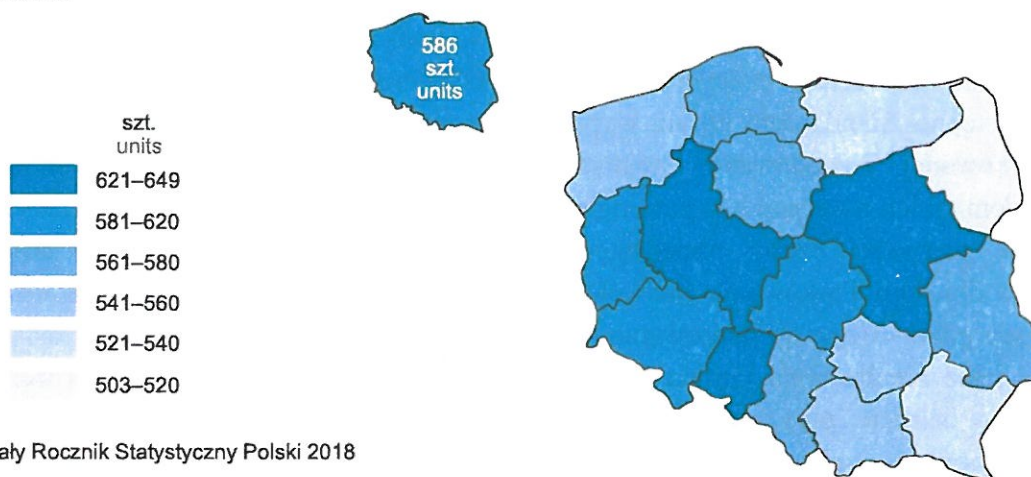 586
szt.
units
szt.
units
621–649
581–620
561–580
541–560
521–540
503–520
ały Rocznik Statystyczny Polski 2018